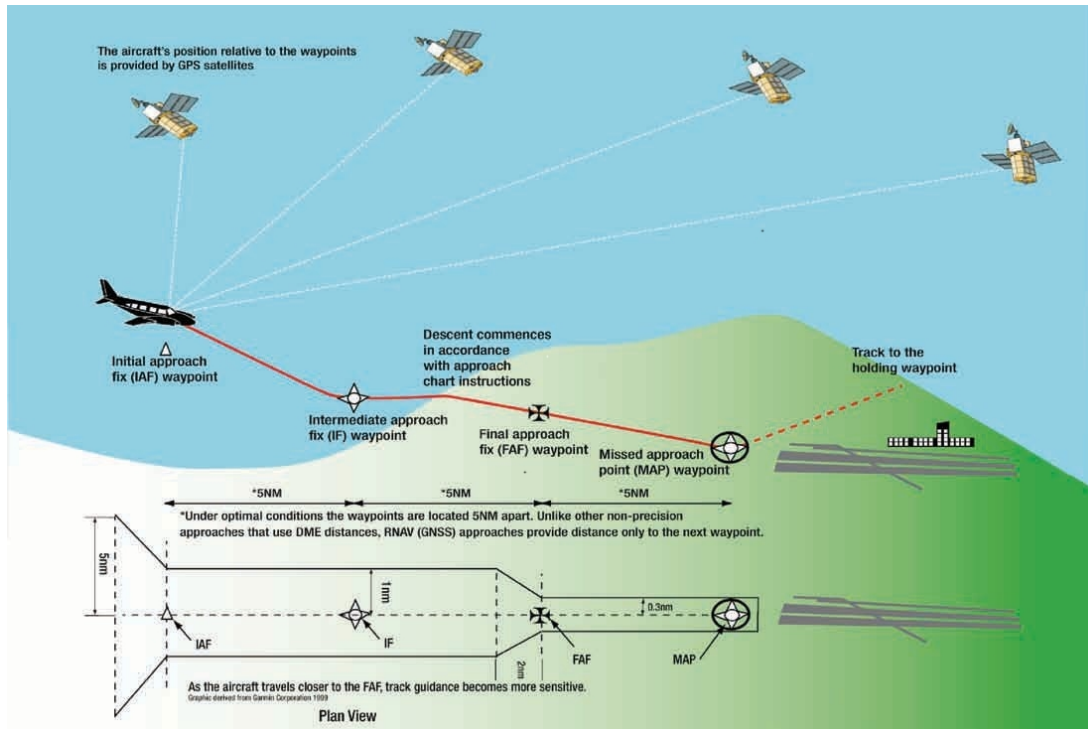 The aircraft's position relative to the waypoints
is provided by GPS satellites
Initial approach
fix (IAF) waypoint
Intermediate approach
fix (IF) waypoint
Descent commences
in accordance
with approach
chart instructions
Final approach
fix (FAF) waypoint
Missed approach
point (MAP) waypoint
Track to the
holding waypoint
*5NM
*5NM
*5NM
*Under optimal conditions the waypoints are located 5NM apart. Unlike other non-precision
approaches that use DME distances, RNAV (GNSS) approaches provide distance only to the next waypoint.
5nm
1nm
0.3nm
IAF
IF
2nm
FAF
MAP
As the aircraft travels closer to the FAF, track guidance becomes more sensitive.
Graphic derived from Garmin Corporation 1999
Plan View